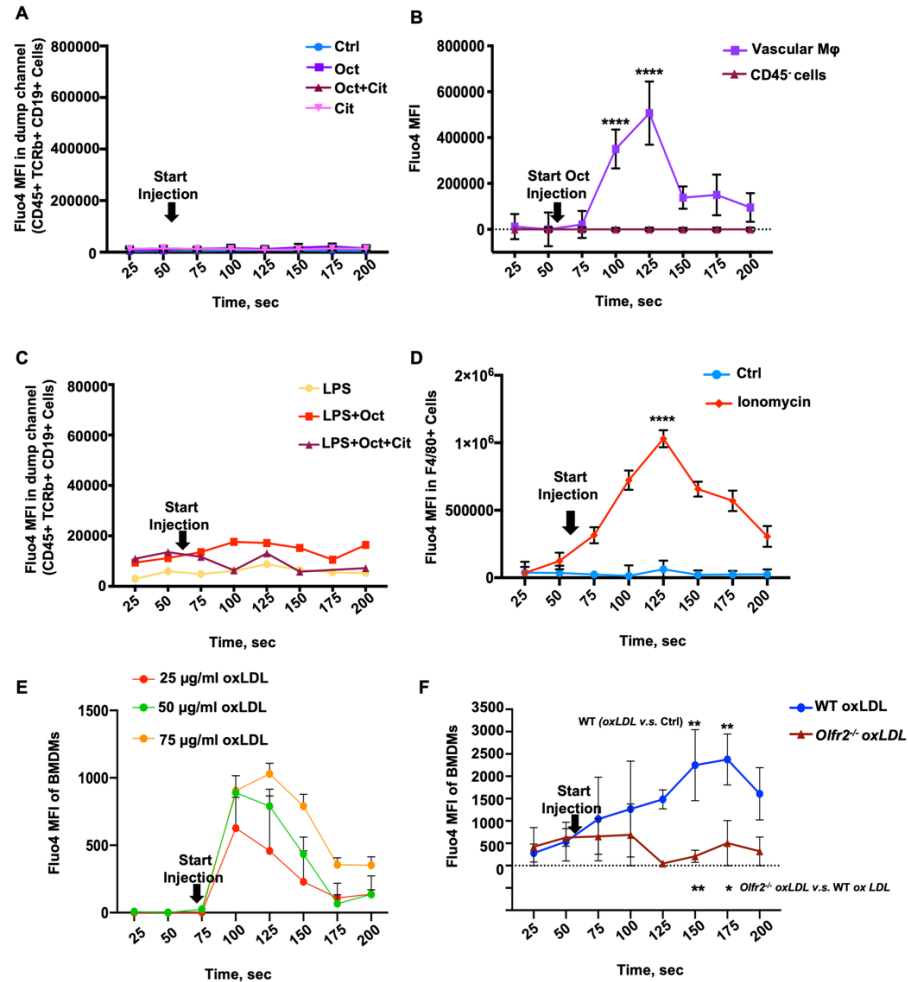 A
Fluo4 MFI in dump channel
(CD45+ TCRb+ CD19+ Cells)
800000
600000
400000
200000
0
Start
Injection
Ctrl
Oct
Oct+Cit
Cit
25 50 75 100 125 150 175 200
Time, sec
B
Fluo4 MFI
800000
600000
400000
200000
0
Start Oct
Injection
****
****
Vascular Mφ
CD45- cells
25 50 75 100 125 150 175 200
Time, sec
C
Fluo4 MFI in dump channel
(CD45+ TCRb+ CD19+ Cells)
80000
60000
40000
20000
0
Start
Injection
LPS
LPS+Oct
LPS+Oct+Cit
25 50 75 100 125 150 175 200
Time, sec
D
Fluo4 MFI in F4/80+ Cells
2×10⁶
1×10⁶
500000
0
Start
Injection
****
Ctrl
Ionomycin
25 50 75 100 125 150 175 200
Time, sec
E
25 µg/ml oxLDL
50 µg/ml oxLDL
75 µg/ml oxLDL
Fluo4 MFI of BMDMs
1500
1000
500
0
Start
Injection
25 50 75 100 125 150 175 200
Time, sec
F
Fluo4 MFI of BMDMs
3500
3000
2500
2000
1500
1000
500
0
WT (oxLDL v.s. Ctrl) ** **
Start
Injection
WT oxLDL
Olfr2-/- oxLDL
** * Olfr2-/- oxLDL v.s. WT ox LDL
25 50 75 100 125 150 175 200
Time, sec